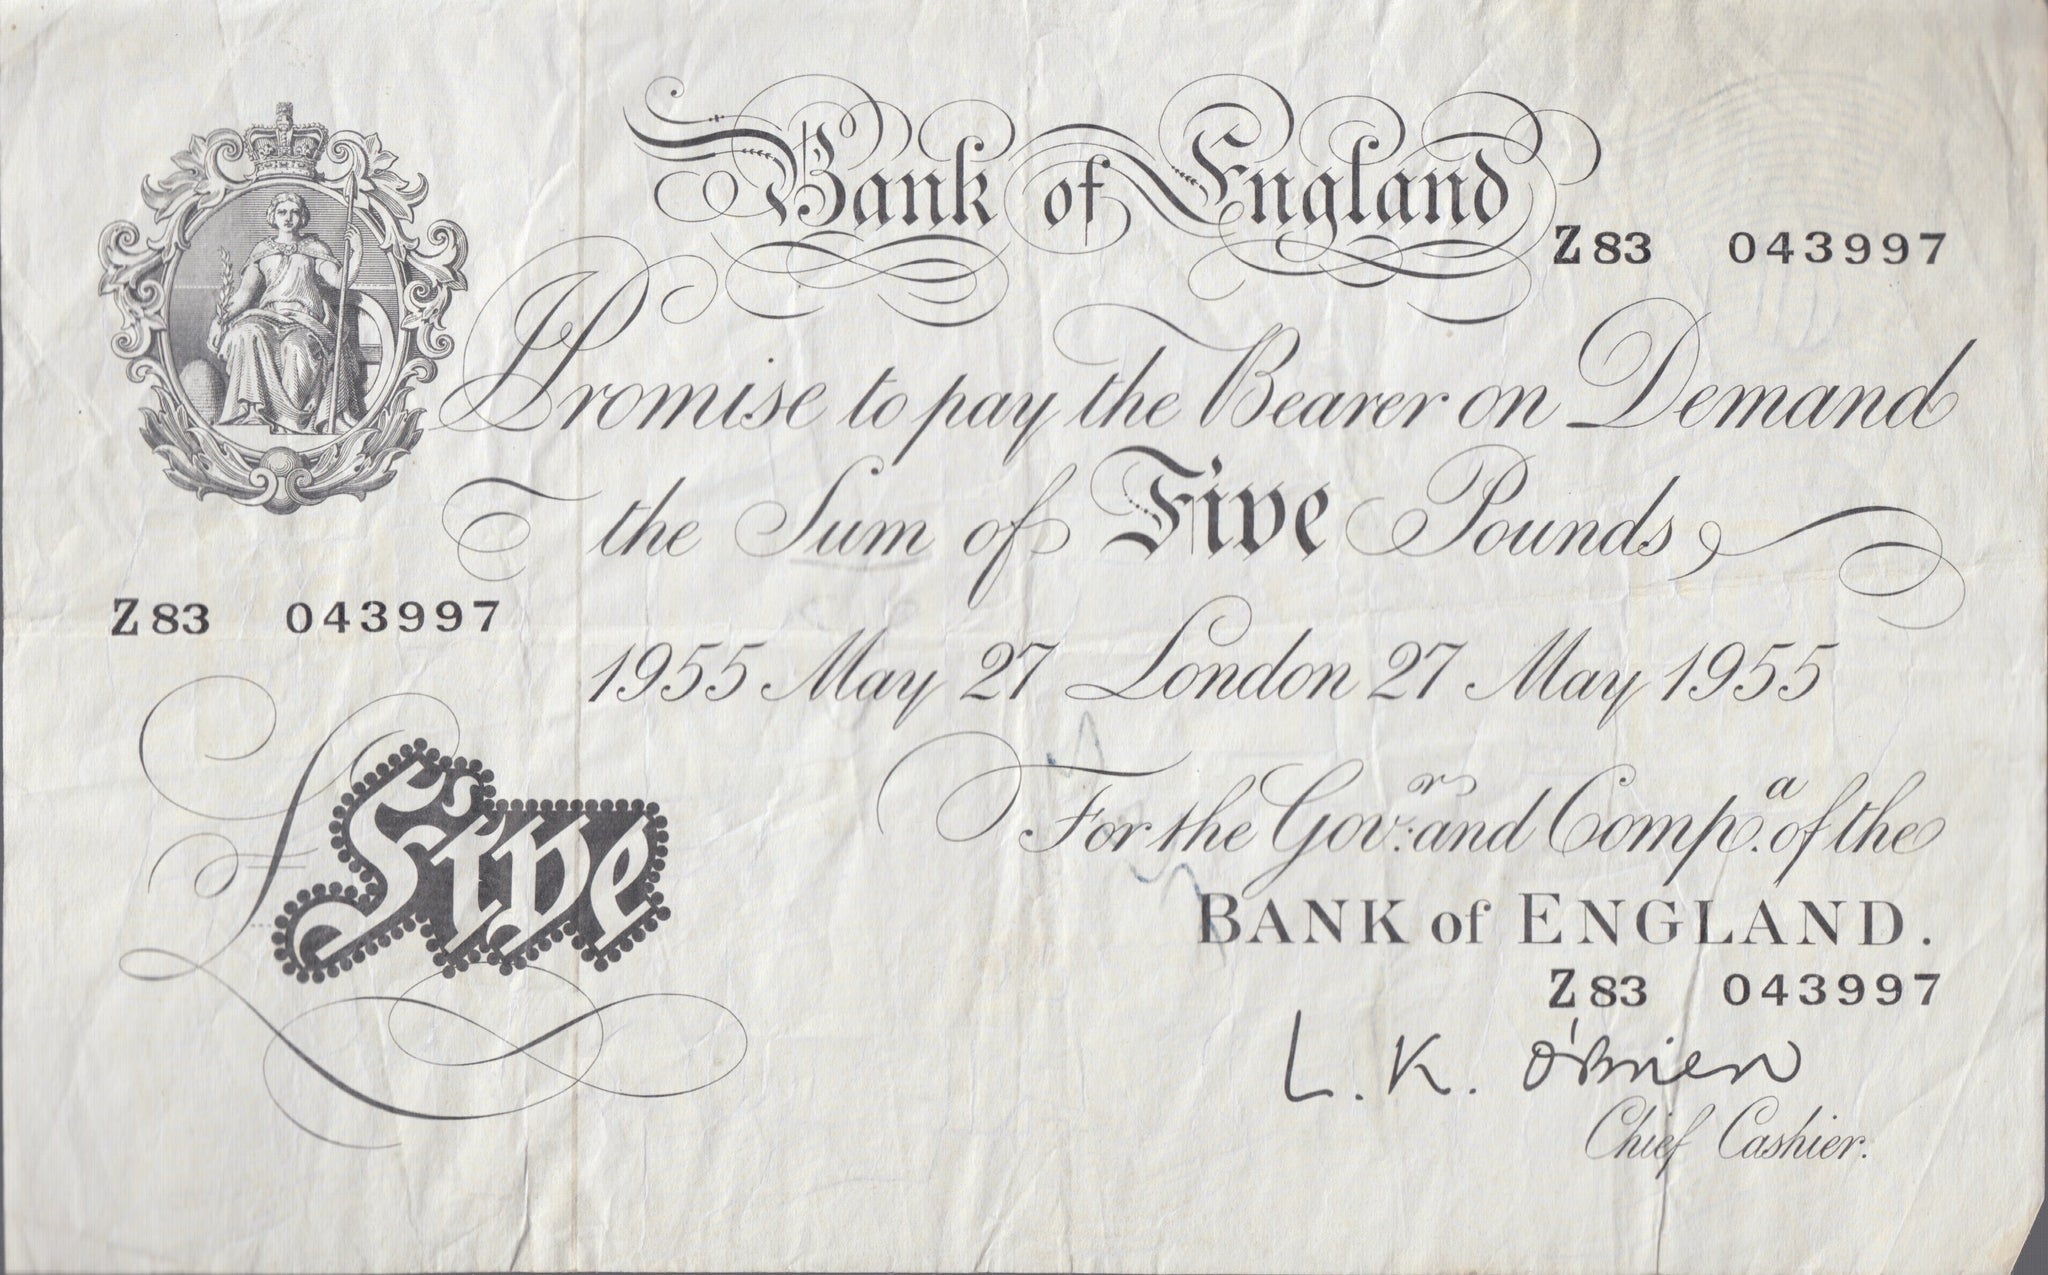 Bank of England
Z83 043997
I Promise to pay the Bearer on Demand
the Sum of Five Pounds
Z83 043997
1955 May 27 London 27 May 1955
For the Gov.r and Comp.a of the
BANK of ENGLAND.
£Five
Z83 043997
L. K. O'Brien
Chief Cashier.